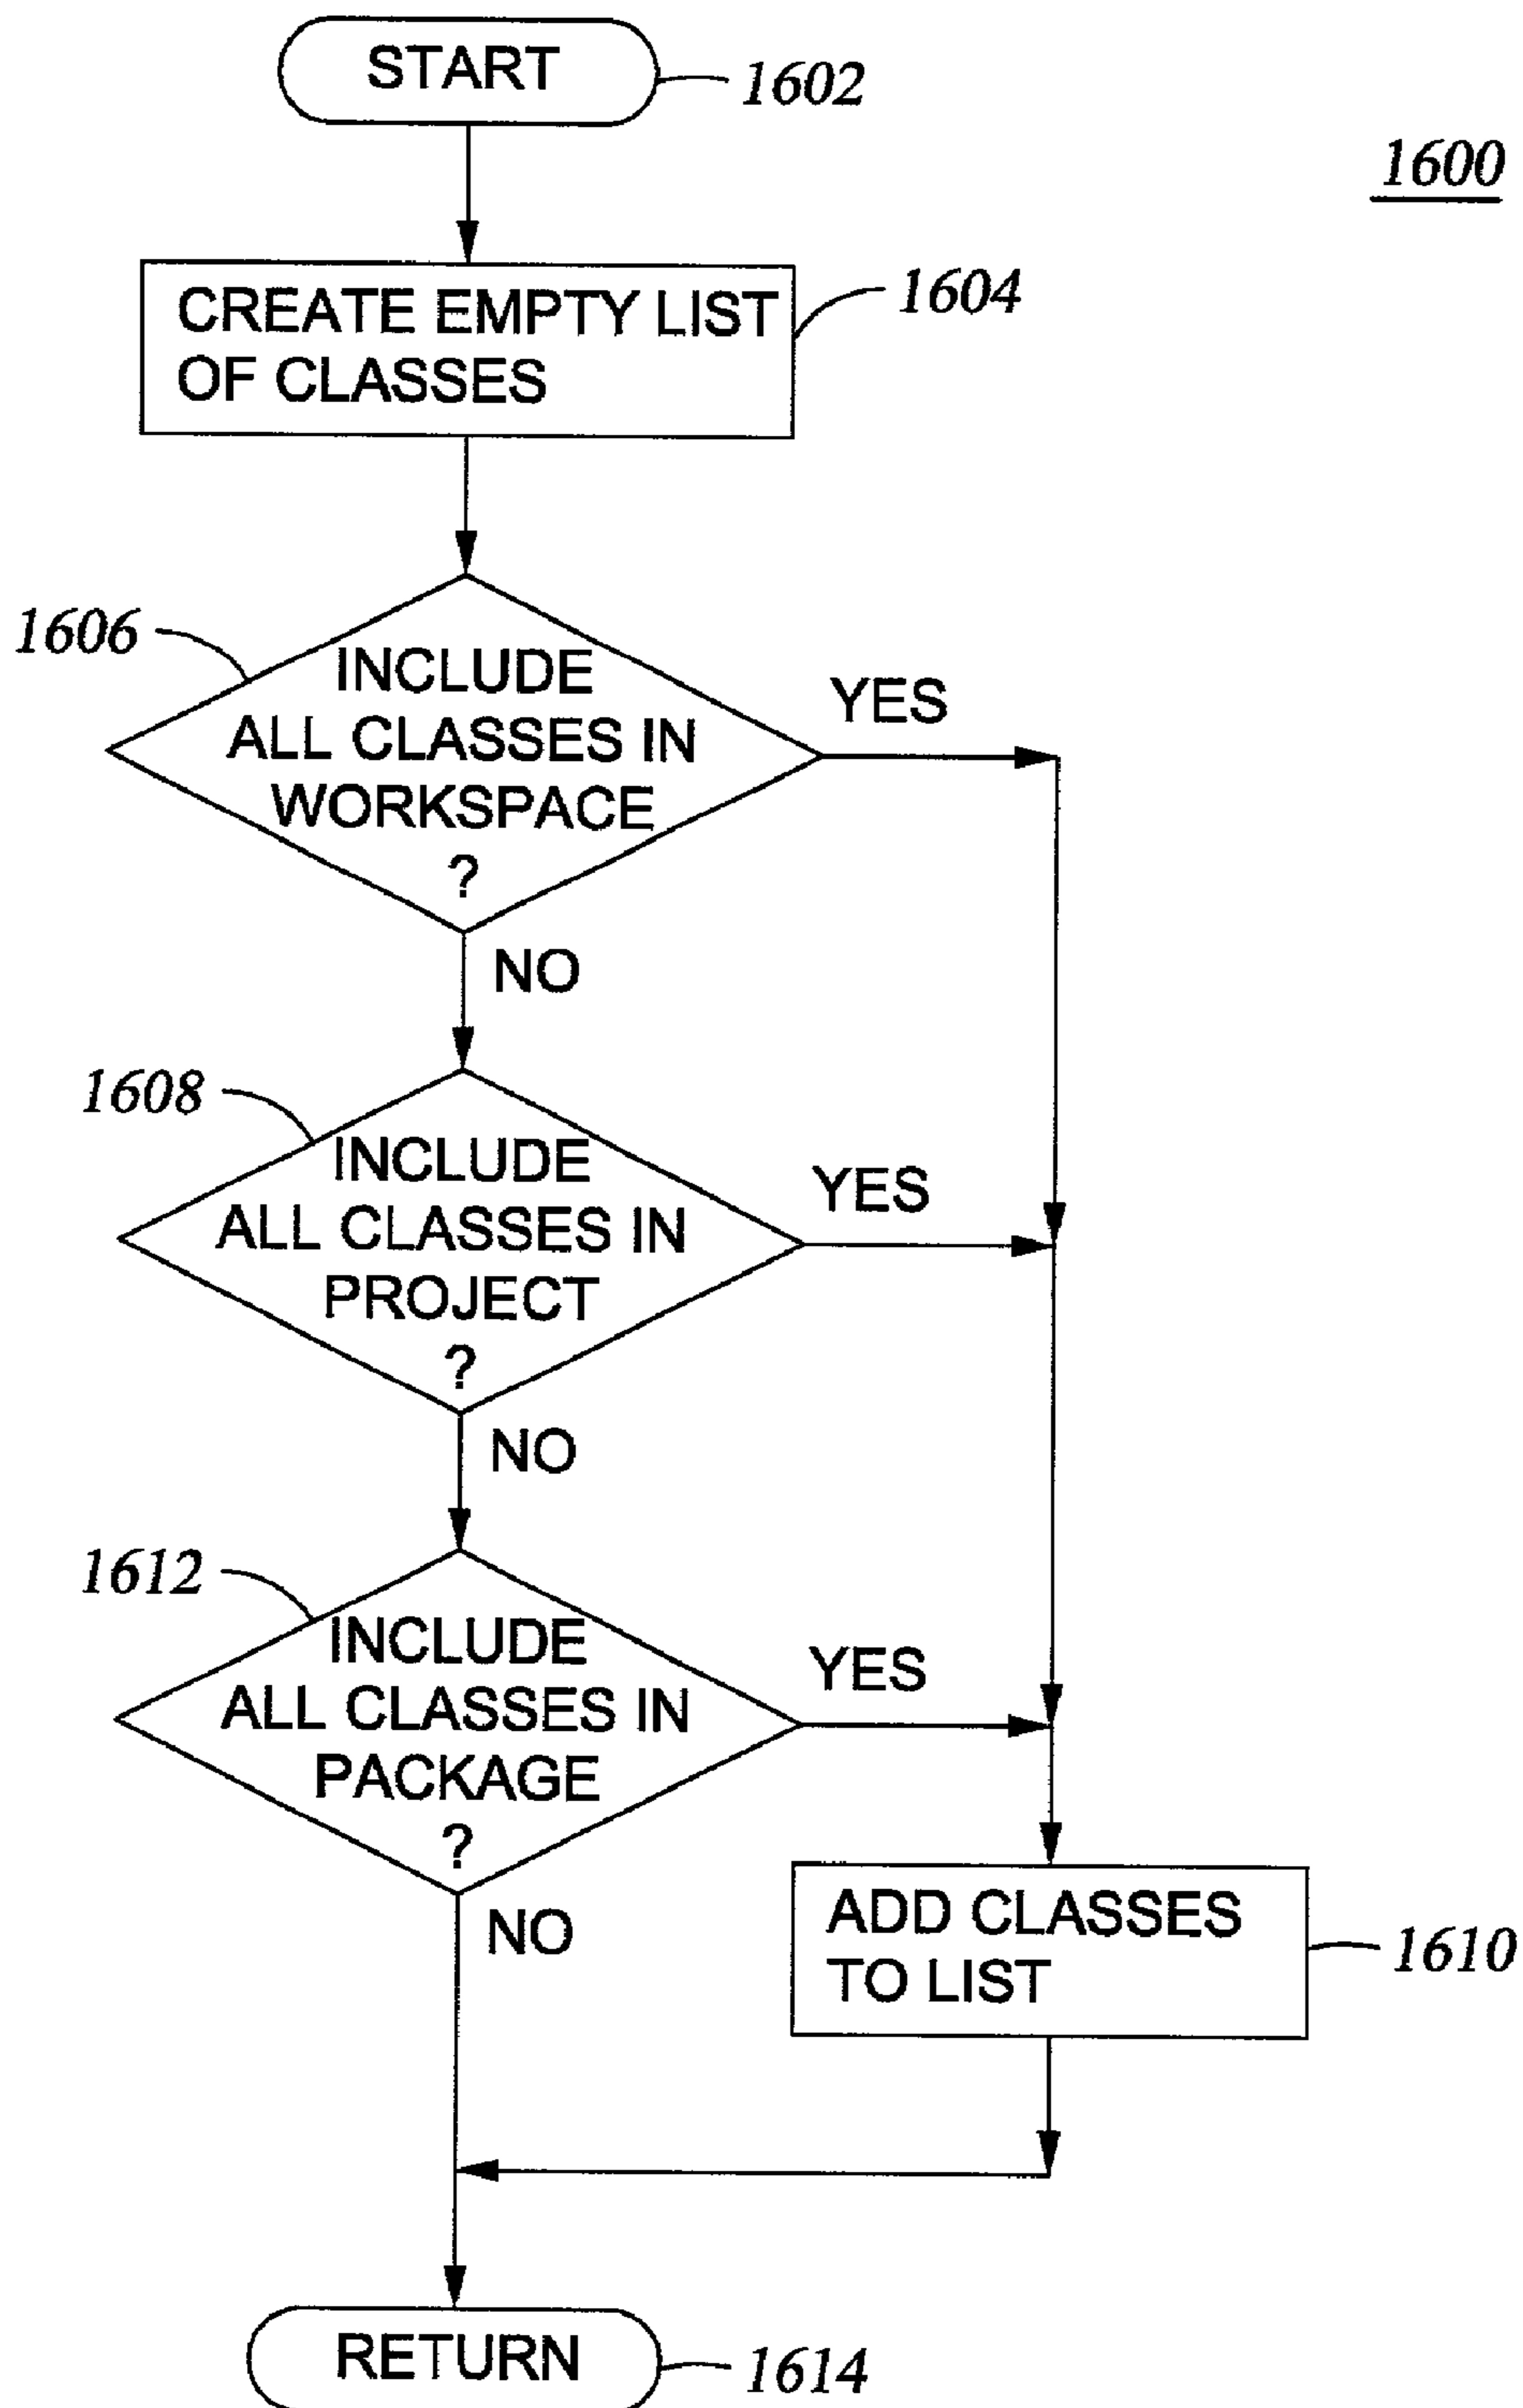 START
1602
1600
CREATE EMPTY LIST
OF CLASSES
1604
1606
INCLUDE
ALL CLASSES IN
WORKSPACE
?
YES
NO
1608
INCLUDE
ALL CLASSES IN
PROJECT
?
YES
NO
1612
INCLUDE
ALL CLASSES IN
PACKAGE
?
YES
NO
ADD CLASSES
TO LIST
1610
RETURN
1614